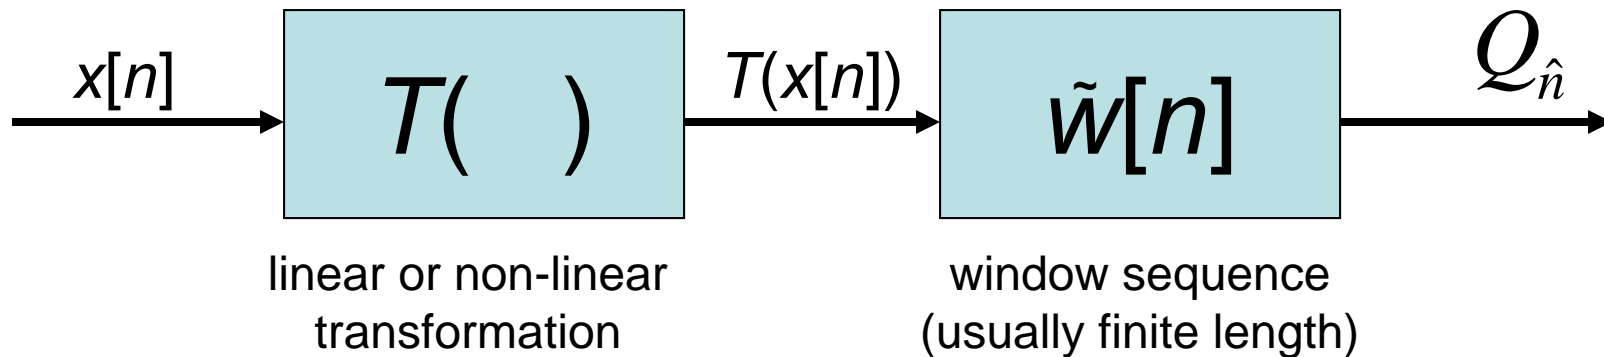 x[n]
T( )
T(x[n])
w̃[n]
Q_n̂
linear or non-linear
transformation
window sequence
(usually finite length)